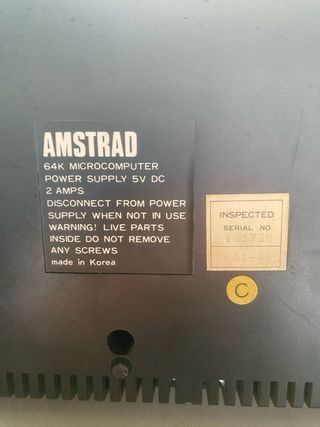 AMSTRAD
64K MICROCOMPUTER
POWER SUPPLY 5V DC
2 AMPS
DISCONNECT FROM POWER
SUPPLY WHEN NOT IN USE
WARNING! LIVE PARTS
INSIDE DO NOT REMOVE
ANY SCREWS
made in Korea
INSPECTED
SERIAL NO.
C